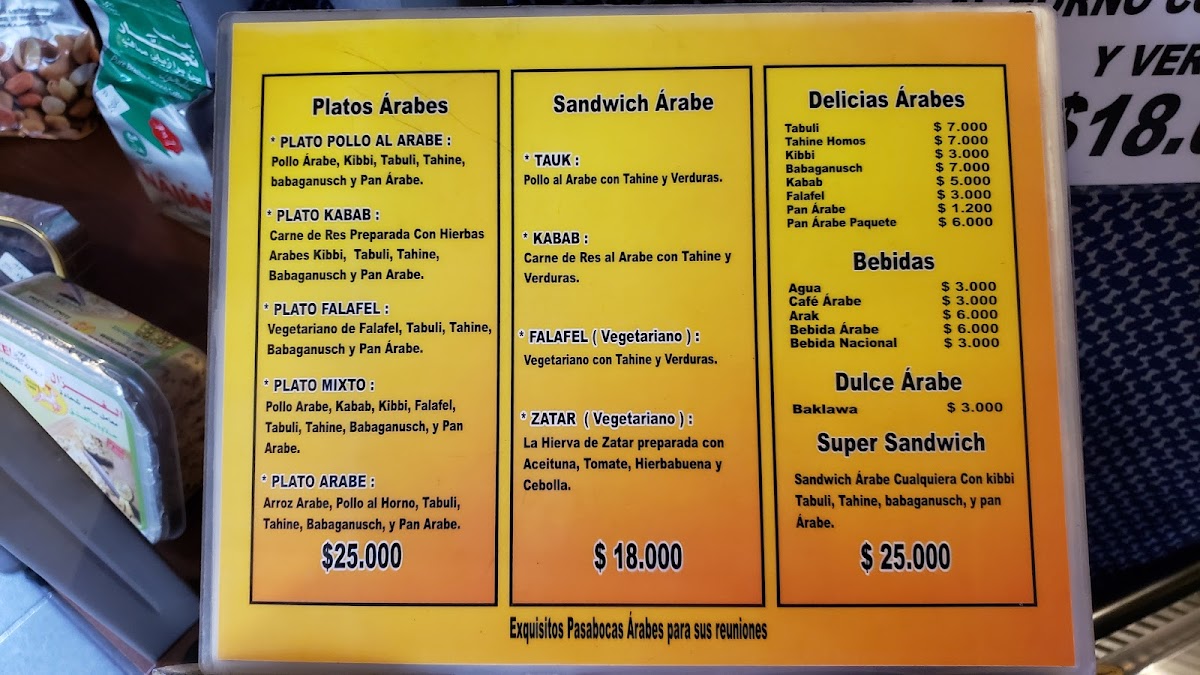 Platos Árabes
* PLATO POLLO AL ARABE :
Pollo Árabe, Kibbi, Tabuli, Tahine,
babaganusch y Pan Árabe.
* PLATO KABAB :
Carne de Res Preparada Con Hierbas
Arabes Kibbi, Tabuli, Tahine,
Babaganusch y Pan Arabe.
* PLATO FALAFEL :
Vegetariano de Falafel, Tabuli, Tahine,
Babaganusch y Pan Árabe.
* PLATO MIXTO :
Pollo Arabe, Kabab, Kibbi, Falafel,
Tabuli, Tahine, Babaganusch, y Pan
Arabe.
* PLATO ARABE :
Arroz Arabe, Pollo al Horno, Tabuli,
Tahine, Babaganusch, y Pan Arabe.
$25.000
Sandwich Árabe
* TAUK :
Pollo al Arabe con Tahine y Verduras.
* KABAB :
Carne de Res al Arabe con Tahine y
Verduras.
* FALAFEL ( Vegetariano ) :
Vegetariano con Tahine y Verduras.
* ZATAR ( Vegetariano ) :
La Hierva de Zatar preparada con
Aceituna, Tomate, Hierbabuena y
Cebolla.
$ 18.000
Delicias Árabes
Tabuli $ 7.000
Tahine Homos $ 7.000
Kibbi $ 3.000
Babaganusch $ 7.000
Kabab $ 5.000
Falafel $ 3.000
Pan Árabe $ 1.200
Pan Árabe Paquete $ 6.000
Bebidas
Agua $ 3.000
Café Árabe $ 3.000
Arak $ 6.000
Bebida Árabe $ 6.000
Bebida Nacional $ 3.000
Dulce Árabe
Baklawa $ 3.000
Super Sandwich
Sandwich Árabe Cualquiera Con kibbi
Tabuli, Tahine, babaganusch, y pan
Árabe.
$ 25.000
Exquisitos Pasabocas Árabes para sus reuniones
Y VER
$18.